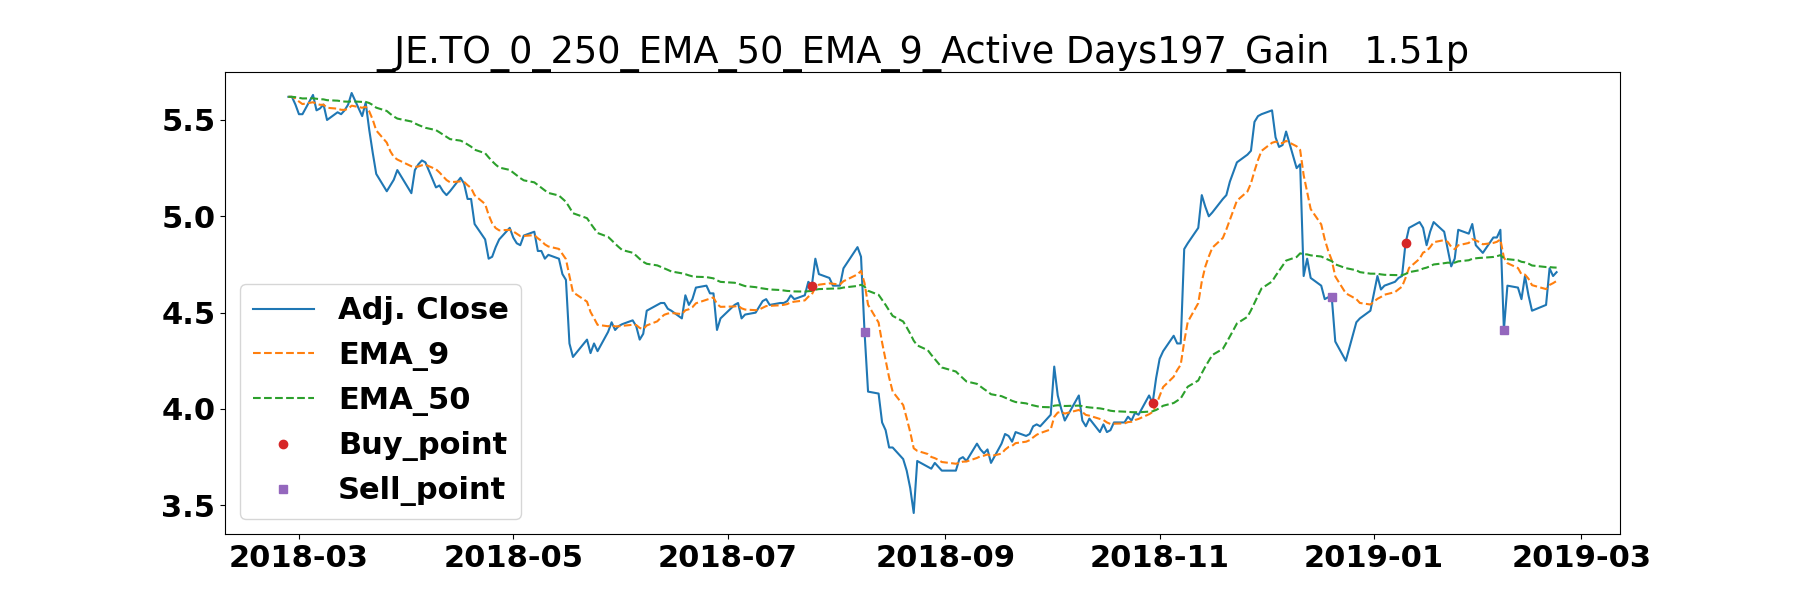 _JE.TO_0_250_EMA_50_EMA_9_Active Days197_Gain   1.51p
5.5
5.0
4.5
4.0
3.5
Adj. Close
EMA_9
EMA_50
Buy_point
Sell_point
2018-03 2018-05 2018-07 2018-09 2018-11 2019-01 2019-03